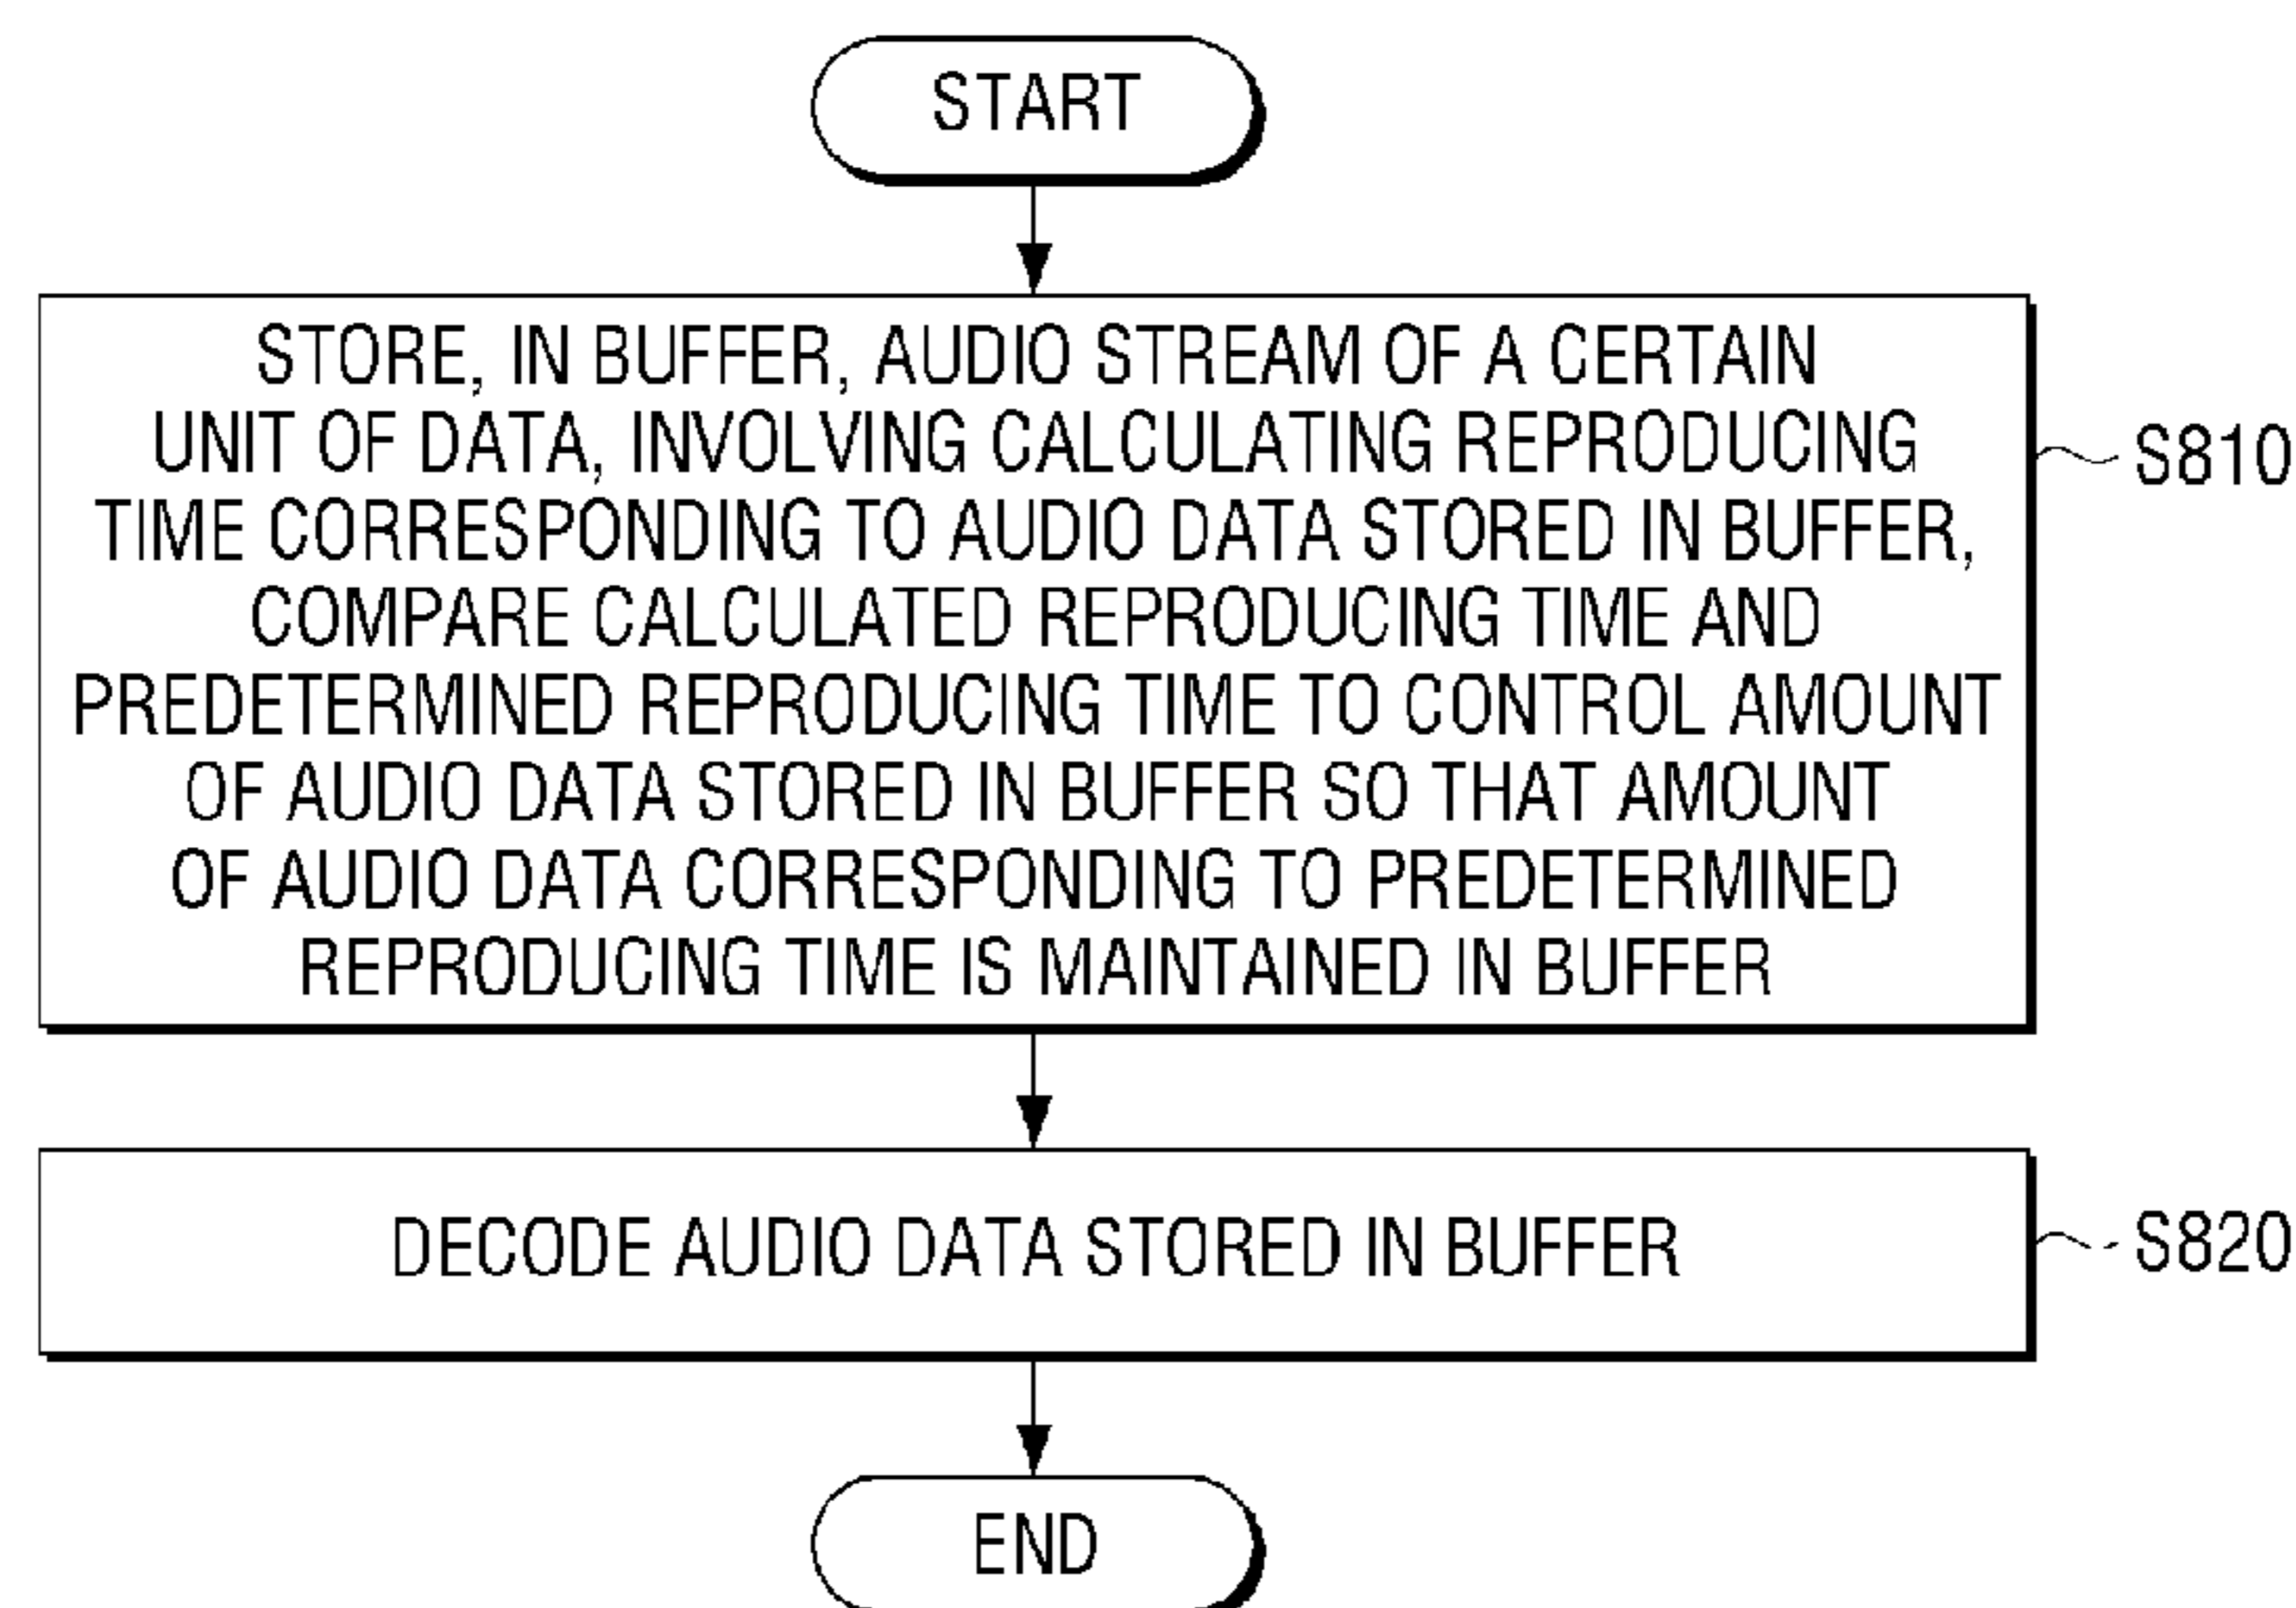 START
STORE, IN BUFFER, AUDIO STREAM OF A CERTAIN
UNIT OF DATA, INVOLVING CALCULATING REPRODUCING
TIME CORRESPONDING TO AUDIO DATA STORED IN BUFFER,
COMPARE CALCULATED REPRODUCING TIME AND
PREDETERMINED REPRODUCING TIME TO CONTROL AMOUNT
OF AUDIO DATA STORED IN BUFFER SO THAT AMOUNT
OF AUDIO DATA CORRESPONDING TO PREDETERMINED
REPRODUCING TIME IS MAINTAINED IN BUFFER
S810
DECODE AUDIO DATA STORED IN BUFFER
S820
END